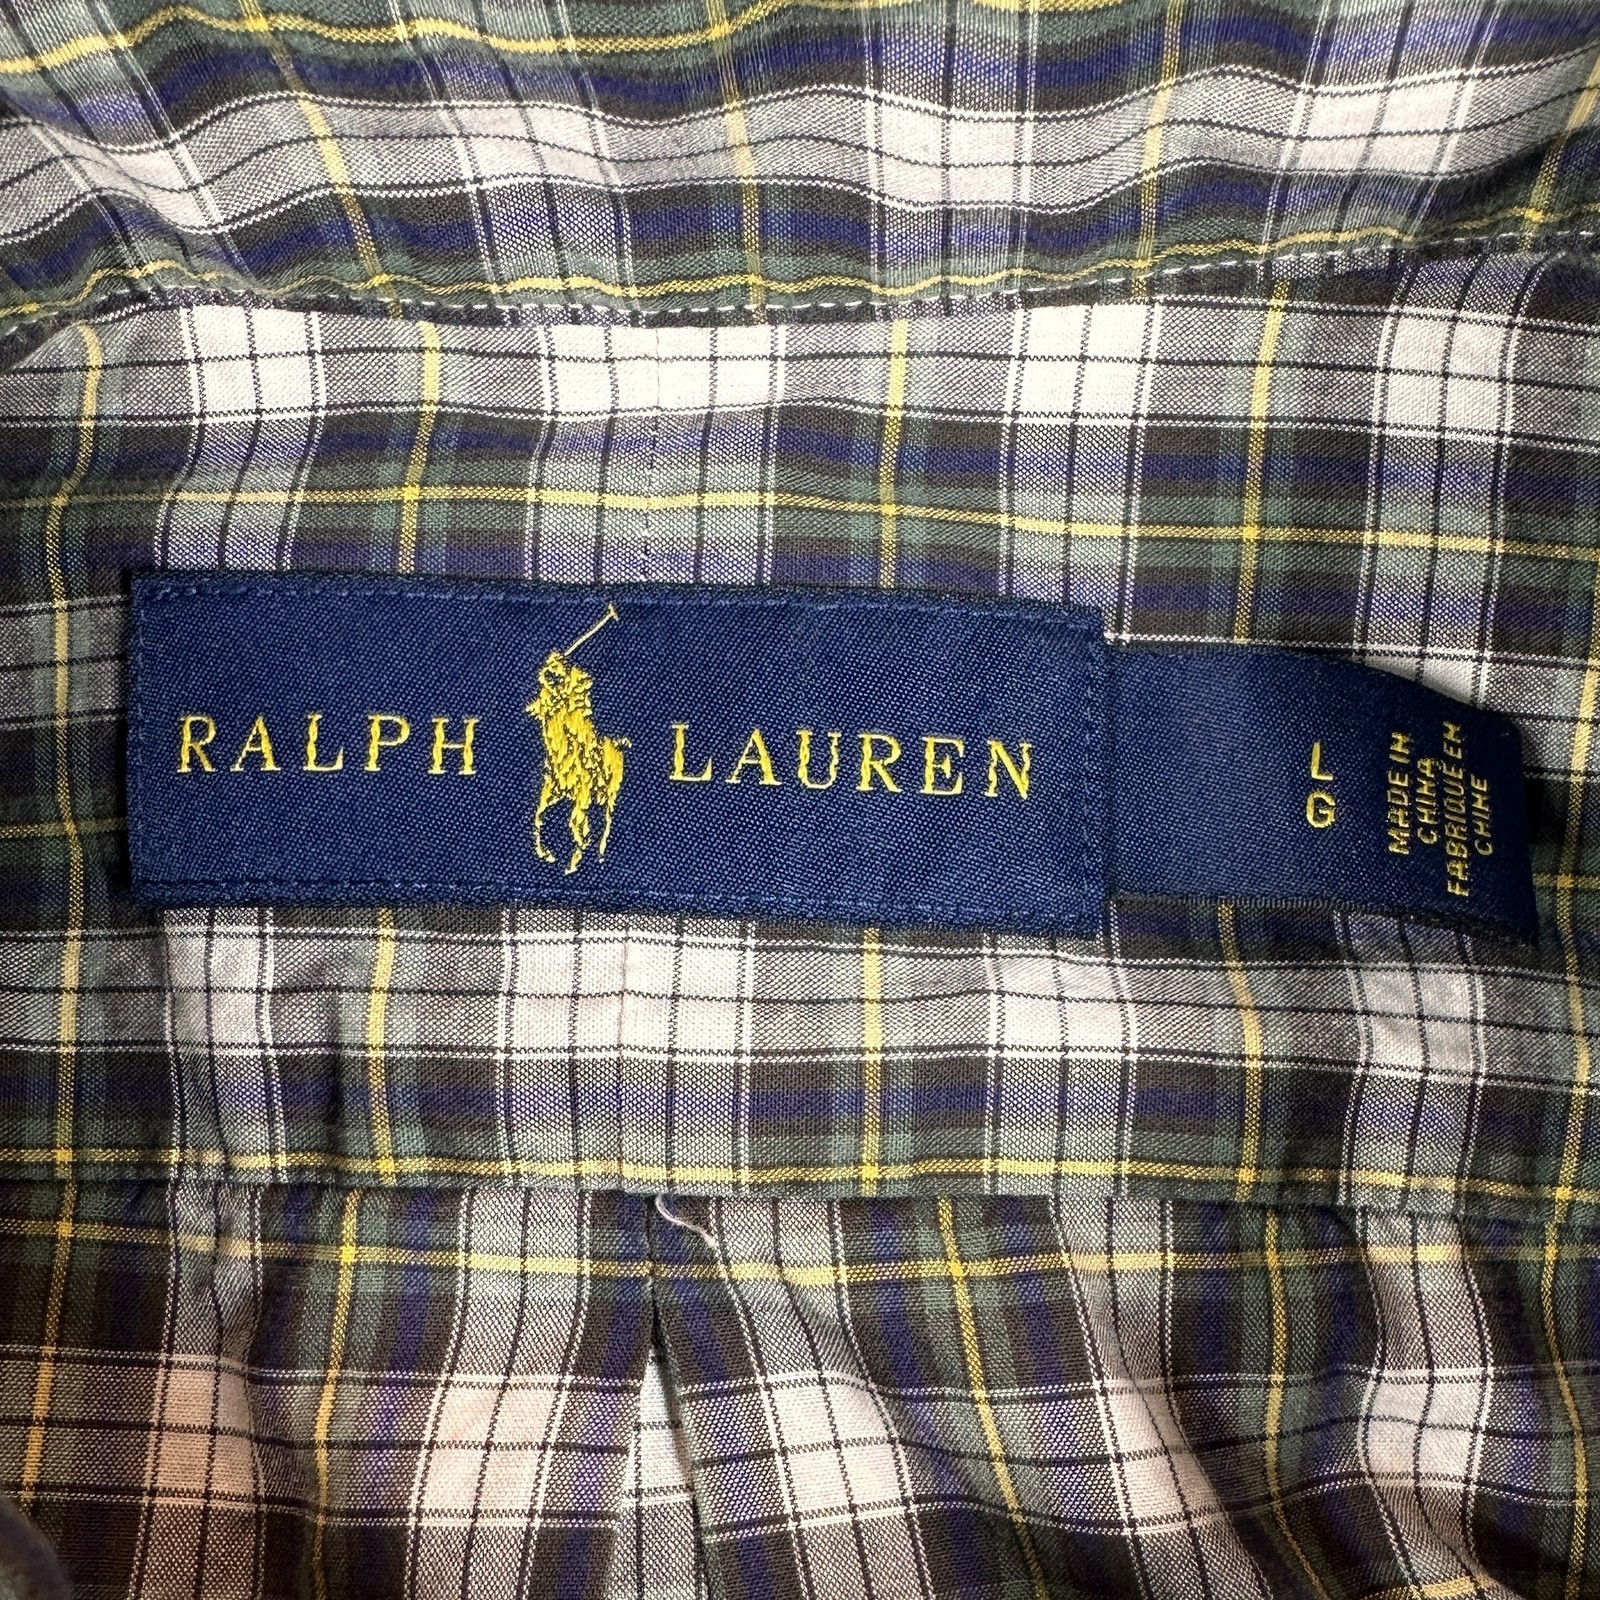 RALPH LAUREN
L
G
MADE IN
CHINA
FABRIQUE EN
CHINE